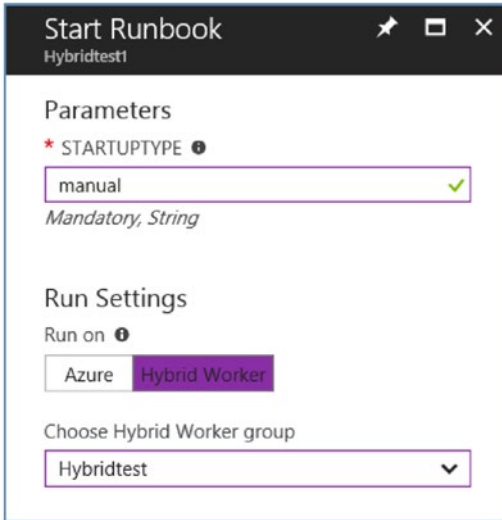 Start Runbook
Hybridtest1
Parameters
* STARTUPTYPE
manual
Mandatory, String
Run Settings
Run on
Azure Hybrid Worker
Choose Hybrid Worker group
Hybridtest